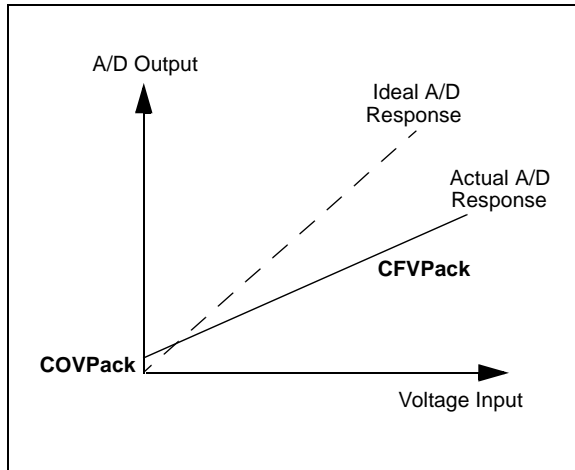 A/D Output
Ideal A/D
Response
Actual A/D
Response
CFVPack
COVPack
Voltage Input